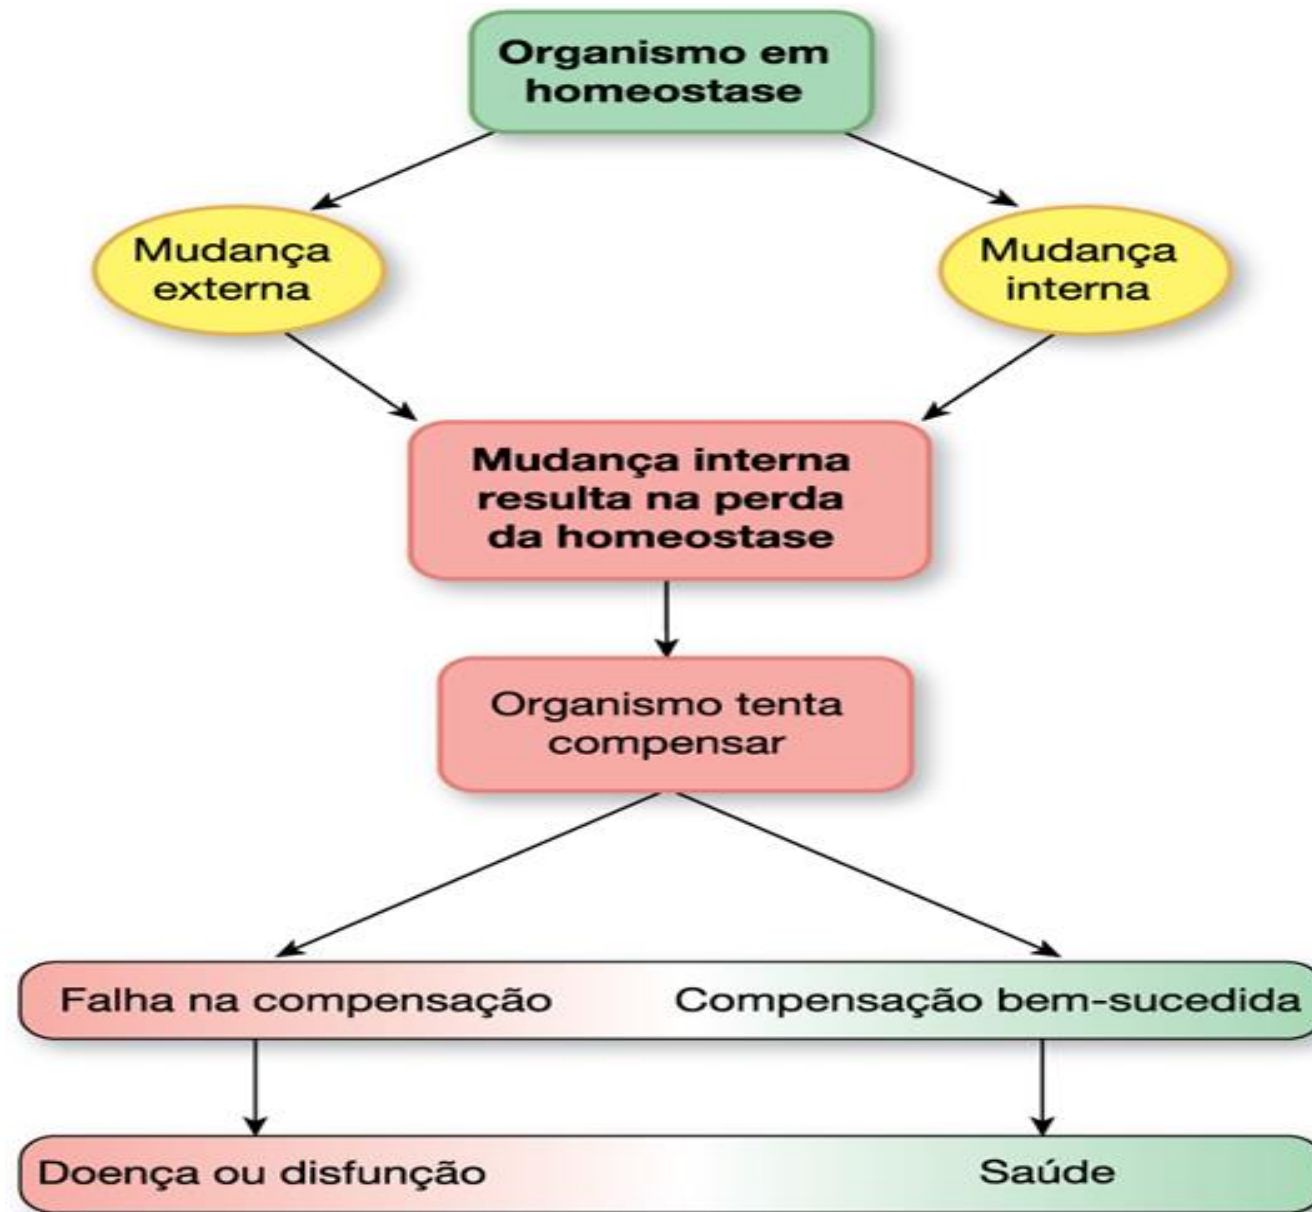 Organismo em
homeostase
Mudança
externa
Mudança
interna
Mudança interna
resulta na perda
da homeostase
Organismo tenta
compensar
Falha na compensação
Compensação bem-sucedida
Doença ou disfunção
Saúde